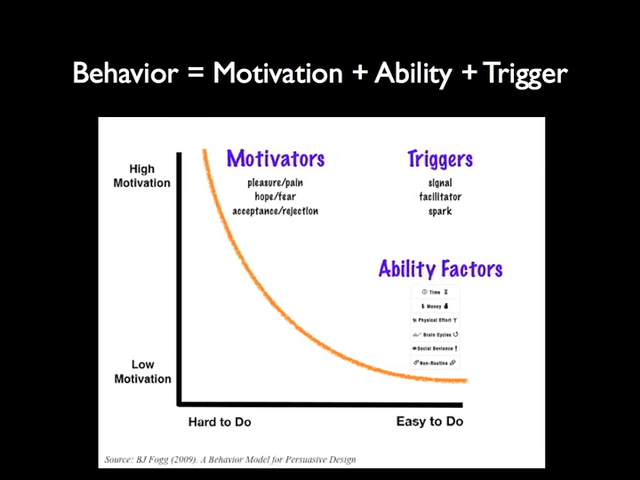 Behavior = Motivation + Ability + Trigger
High
Motivation
Motivators
pleasure/pain
hope/fear
acceptance/rejection
Triggers
signal
facilitator
spark
Ability Factors
Time
$ Money
Physical Effort
Brain Cycles
Social Deviance
Non-Routine
Low
Motivation
Hard to Do
Easy to Do
Source: BJ Fogg (2009). A Behavior Model for Persuasive Design